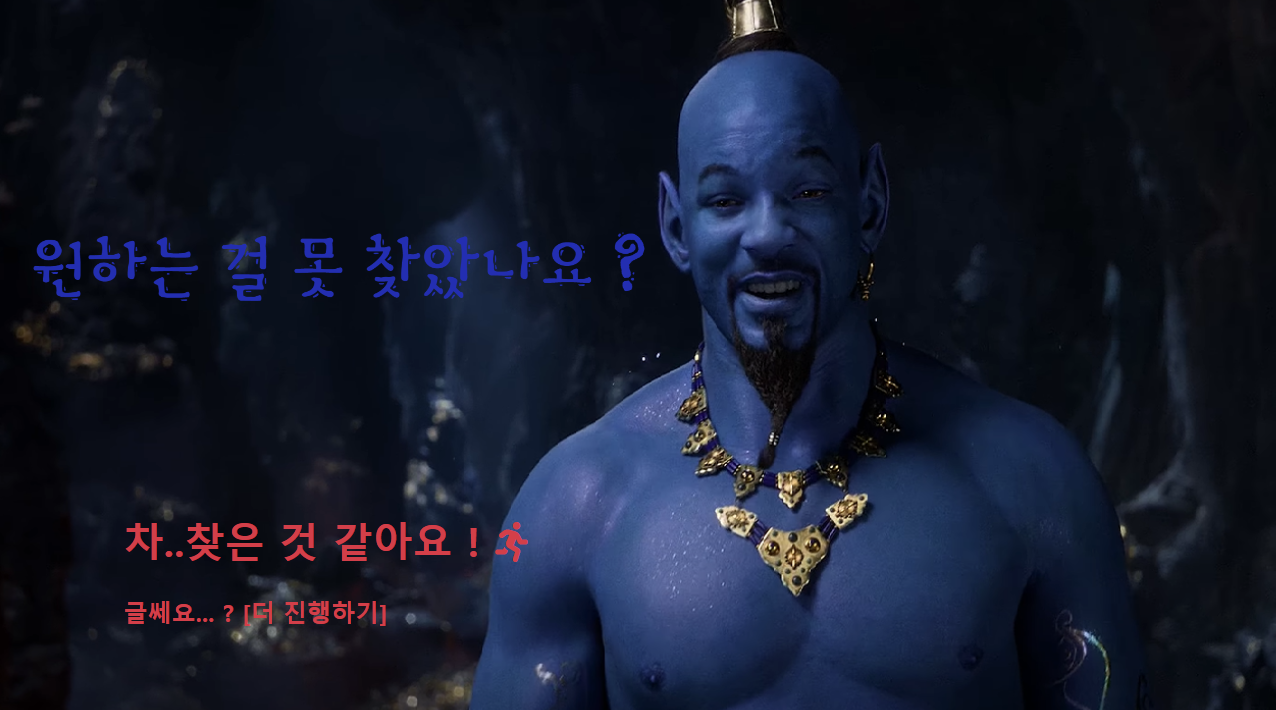 원하는 걸 못 찾았나요 ?
차..찾은 것 같아요 !
글쎄요... ? [더 진행하기]